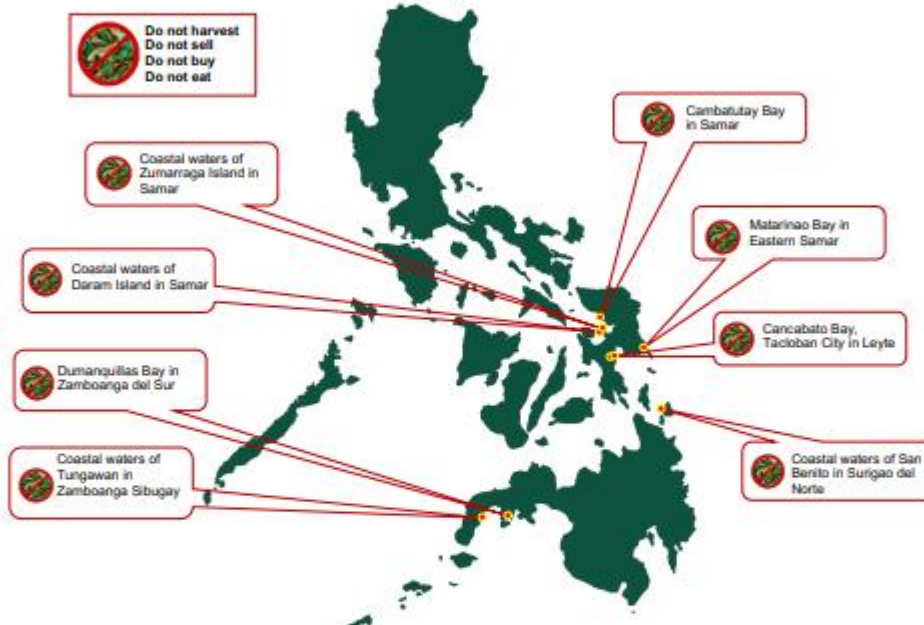 Do not harvest
Do not sell
Do not buy
Do not eat
Cambatutay Bay
in Samar
Coastal waters of
Zumarraga Island in
Samar
Matarinao Bay in
Eastern Samar
Coastal waters of
Daram Island in Samar
Cancabato Bay,
Tacloban City in Leyte
Dumanquillas Bay in
Zamboanga del Sur
Coastal waters of
Tungawan in
Zamboanga Sibugay
Coastal waters of San
Benito in Surigao del
Norte